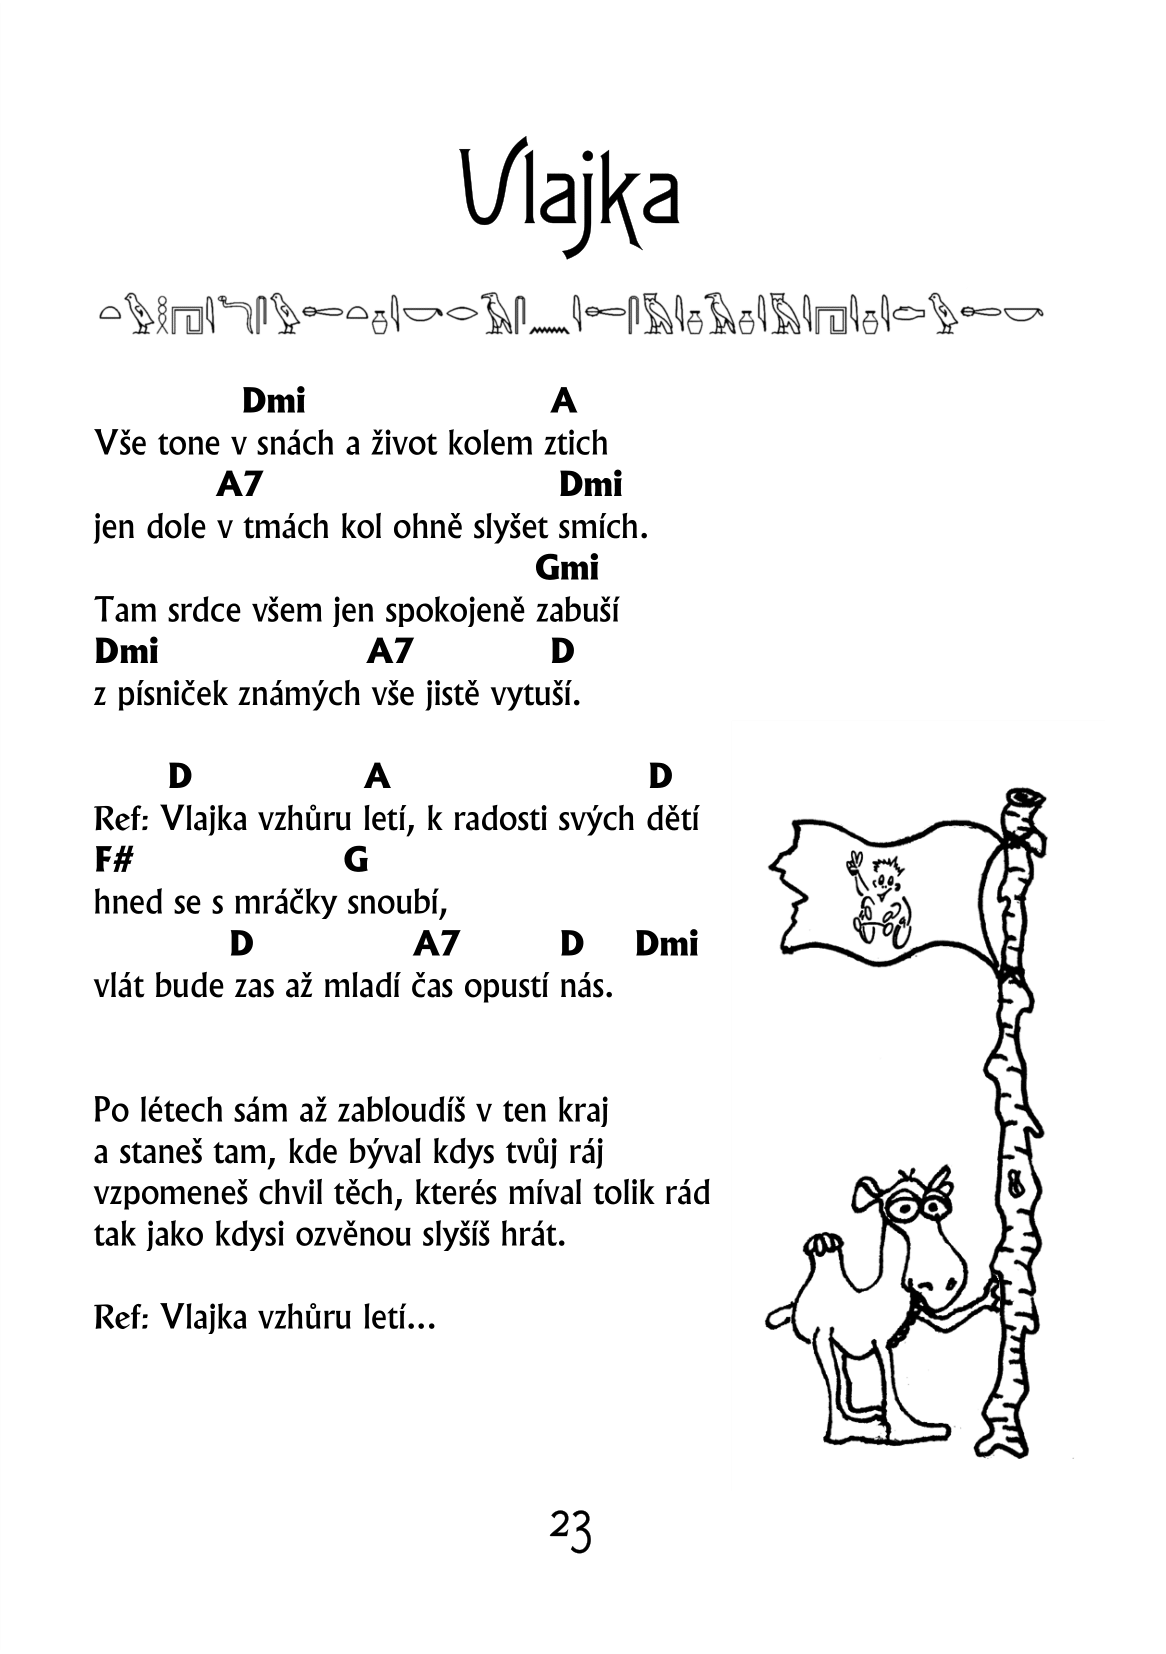 Vlajka
Dmi A
Vše tone v snách a život kolem ztich
A7 Dmi
jen dole v tmách kol ohně slyšet smích.
Gmi
Tam srdce všem jen spokojeně zabuší
Dmi A7 D
z písniček známých vše jistě vytuší.
D A D
Ref: Vlajka vzhůru letí, k radosti svých dětí
F# G
hned se s mráčky snoubí,
D A7 D Dmi
vlát bude zas až mladí čas opustí nás.
Po létech sám až zabloudíš v ten kraj
a staneš tam, kde býval kdys tvůj ráj
vzpomeneš chvil těch, kterés míval tolik rád
tak jako kdysi ozvěnou slyšíš hrát.
Ref: Vlajka vzhůru letí...
23